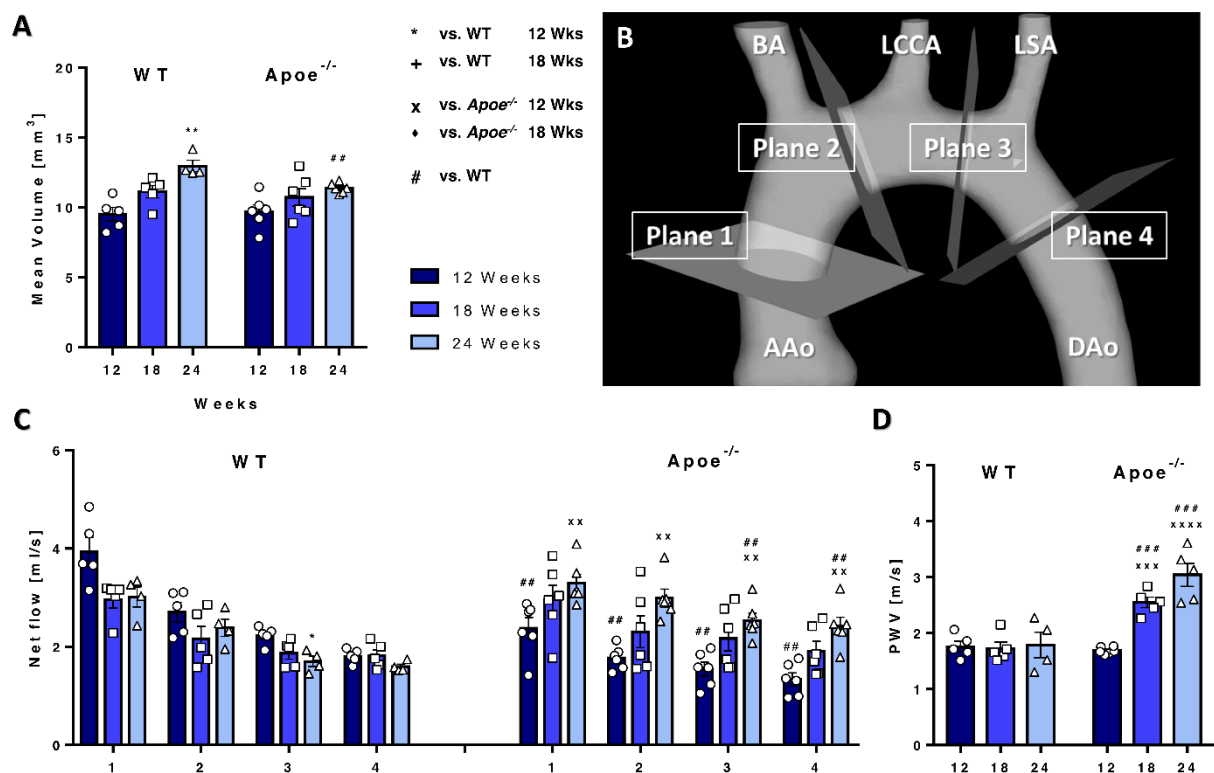 A
WT
Apoe-/-
**
##
20
15
10
5
0
Mean Volume [mm3]
12 18 24 12 18 24
Weeks
* vs. WT 12 Wks
+ vs. WT 18 Wks
x vs. Apoe-/- 12 Wks
♦ vs. Apoe-/- 18 Wks
# vs. WT
12 Weeks
18 Weeks
24 Weeks
B
BA LCCA LSA
Plane 2 Plane 3
Plane 1 Plane 4
AAo DAo
C
WT
Apoe-/-
6
4
2
0
Net flow [ml/s]
*
##
xx
##
xx
##
##
xx
##
##
xx
1 2 3 4 1 2 3 4
D
WT
Apoe-/-
###
xxx
###
xxxx
5
4
3
2
1
0
PWV [m/s]
12 18 24 12 18 24